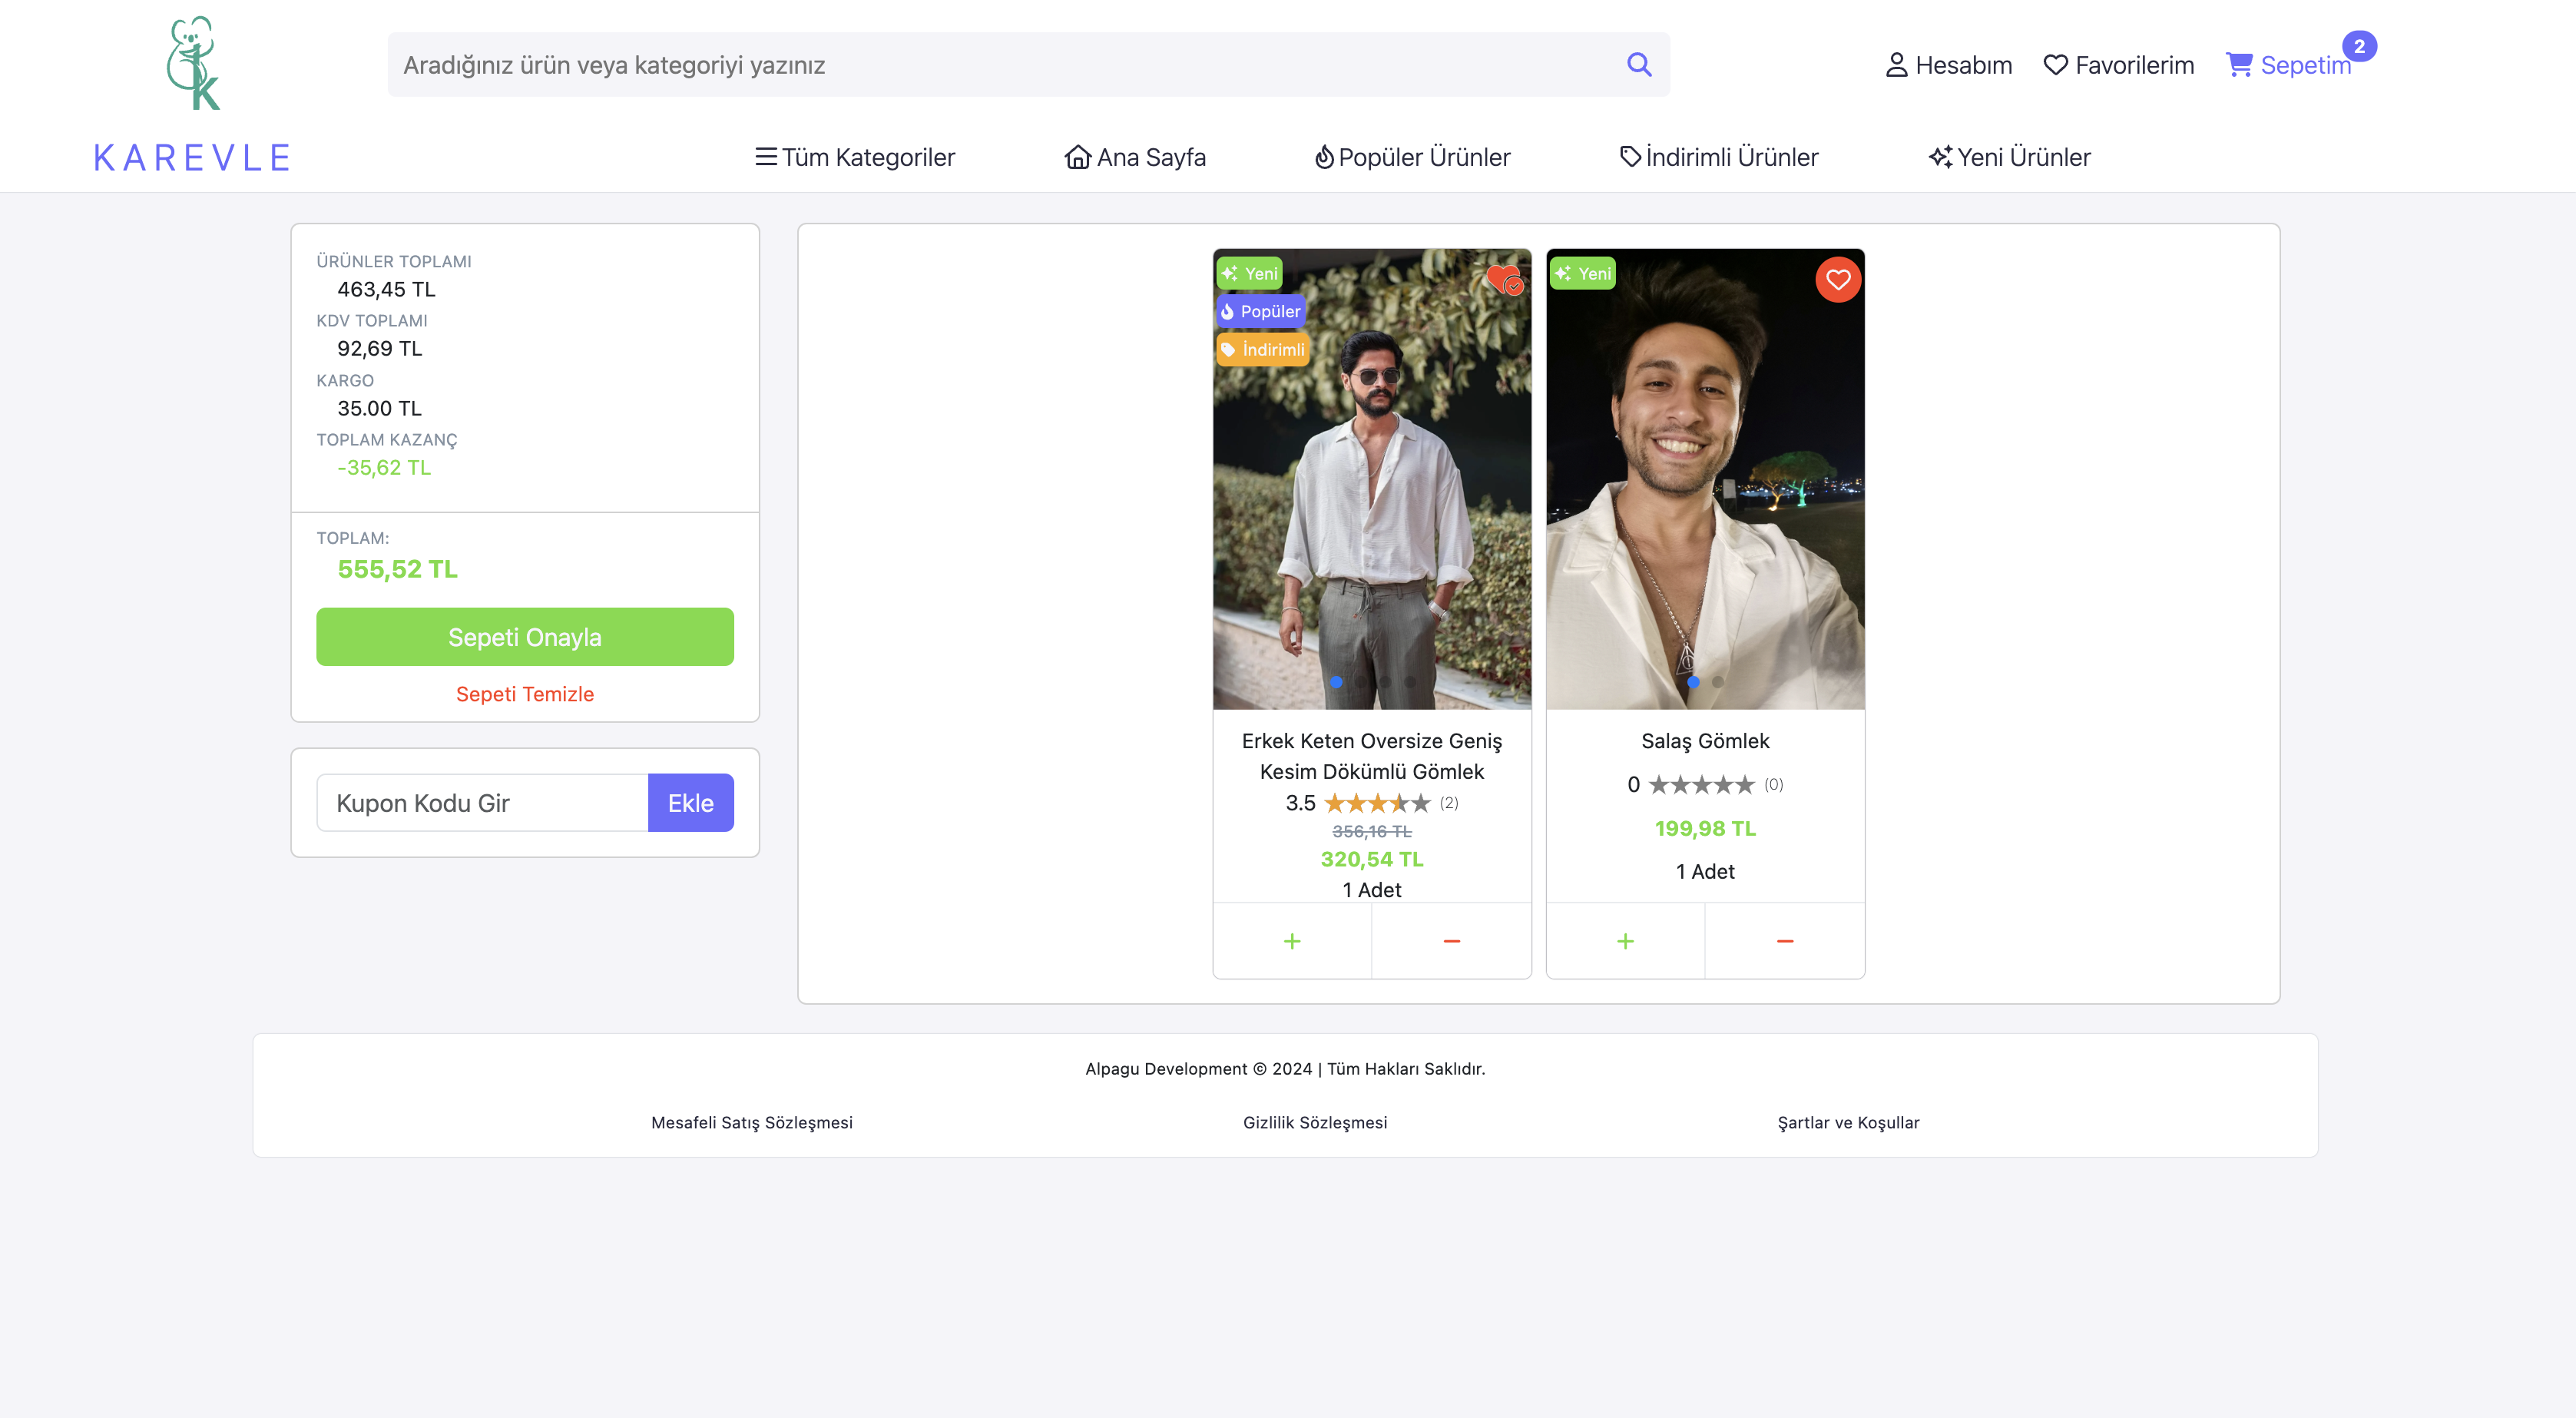 Aradığınız ürün veya kategoriyi yazınız
Hesabım
Favorilerim
Sepetim
2
k
KAREVLE
Tüm Kategoriler
Ana Sayfa
Popüler Ürünler
İndirimli Ürünler
Yeni Ürünler
ÜRÜNLER TOPLAMI
463,45 TL
KDV TOPLAMI
92,69 TL
KARGO
35.00 TL
TOPLAM KAZANÇ
-35,62 TL
TOPLAM:
555,52 TL
Sepeti Onayla
Sepeti Temizle
Kupon Kodu Gir
Ekle
Yeni
Popüler
İndirimli
Erkek Keten Oversize Geniş
Kesim Dökümlü Gömlek
3.5 ★★★★★ (2)
356,16 TL
320,54 TL
1 Adet
+ −
Yeni
Salaş Gömlek
0 ★★★★★ (0)
199,98 TL
1 Adet
+ −
Alpagu Development © 2024 | Tüm Hakları Saklıdır.
Mesafeli Satış Sözleşmesi
Gizlilik Sözleşmesi
Şartlar ve Koşullar